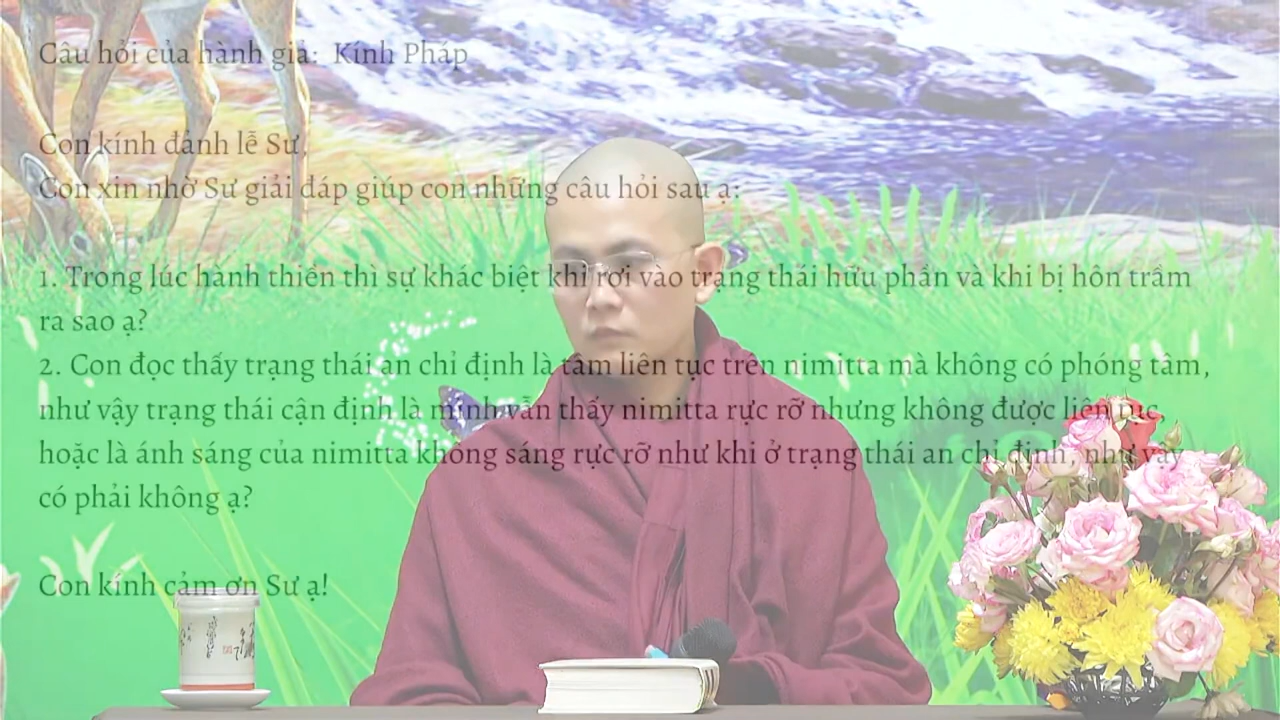 Câu hỏi của hành giả: Kính Pháp
Con kính đảnh lễ Sư,
Con xin nhờ Sư giải đáp giúp con những câu hỏi sau ạ:
1. Trong lúc hành thiền thì sự khác biệt khi rơi vào trạng thái hữu phần và khi bị hôn trầm
ra sao ạ?
2. Con đọc thấy trạng thái an chỉ định là tâm liên tục trên nimitta mà không có phóng tâm,
như vậy trạng thái cận định là mình vẫn thấy nimitta rực rỡ nhưng không được liên tục,
hoặc là ánh sáng của nimitta không sáng rực rỡ như khi ở trạng thái an chỉ định, như vậy
có phải không ạ?
Con kính cảm ơn Sư ạ!